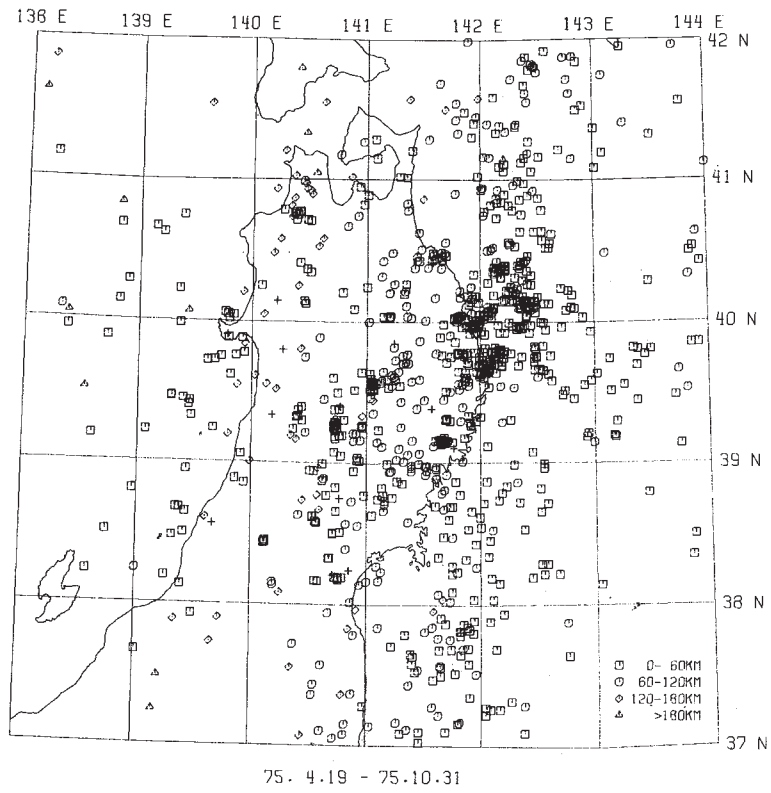 138 E 139 E 140 E 141 E 142 E 143 E 144 E
42 N
41 N
40 N
39 N
38 N
0- 60KM
60-120KM
120-180KM
>180KM
37 N
75. 4.19 - 75.10.31